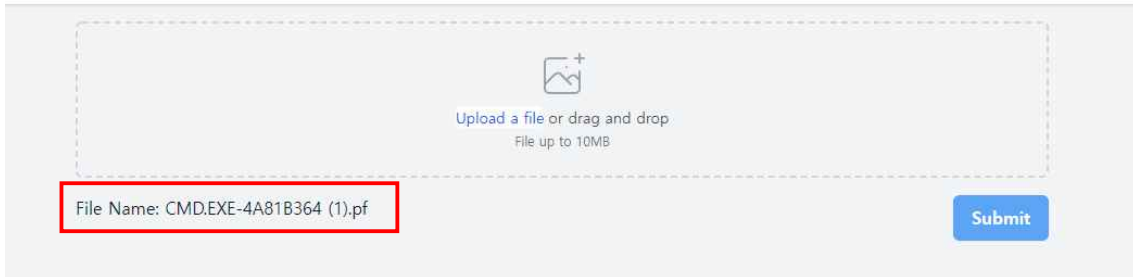 Upload a file or drag and drop
File up to 10MB
File Name: CMD.EXE-4A81B364 (1).pf
Submit